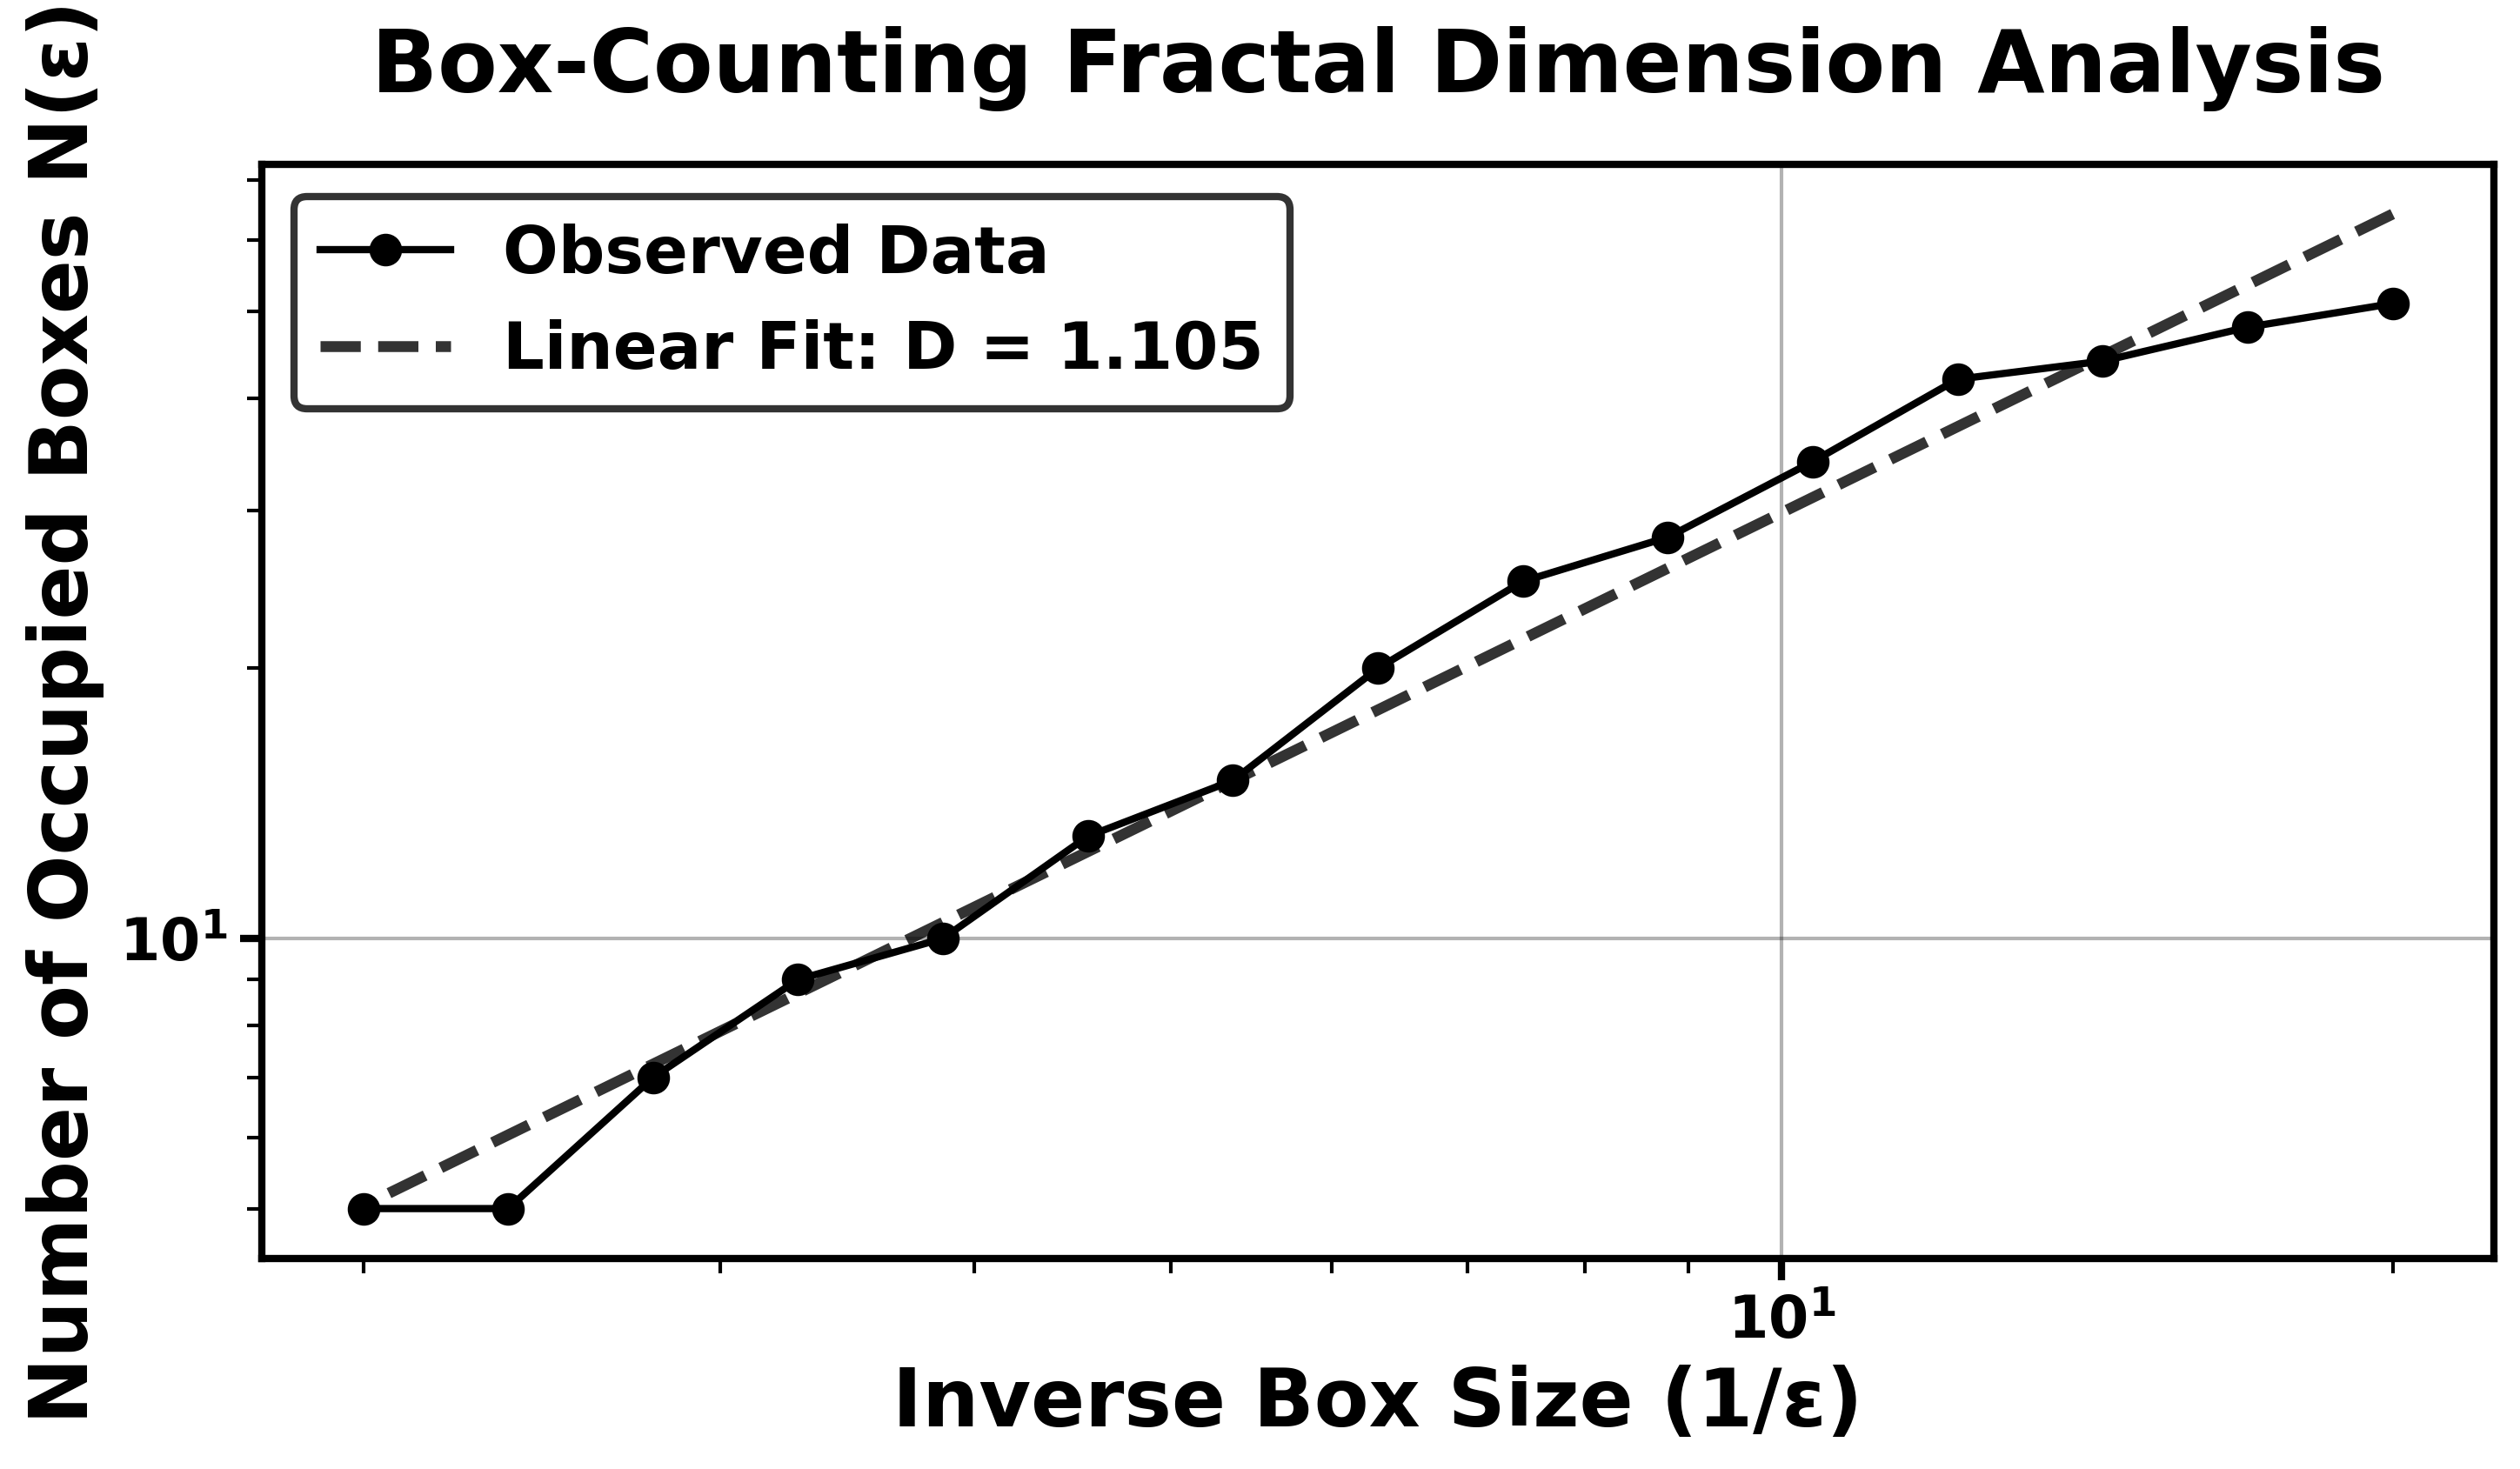 Box-Counting Fractal Dimension Analysis
Observed Data
Linear Fit: D = 1.105
Number of Occupied Boxes N(ε)
10¹
10¹
Inverse Box Size (1/ε)